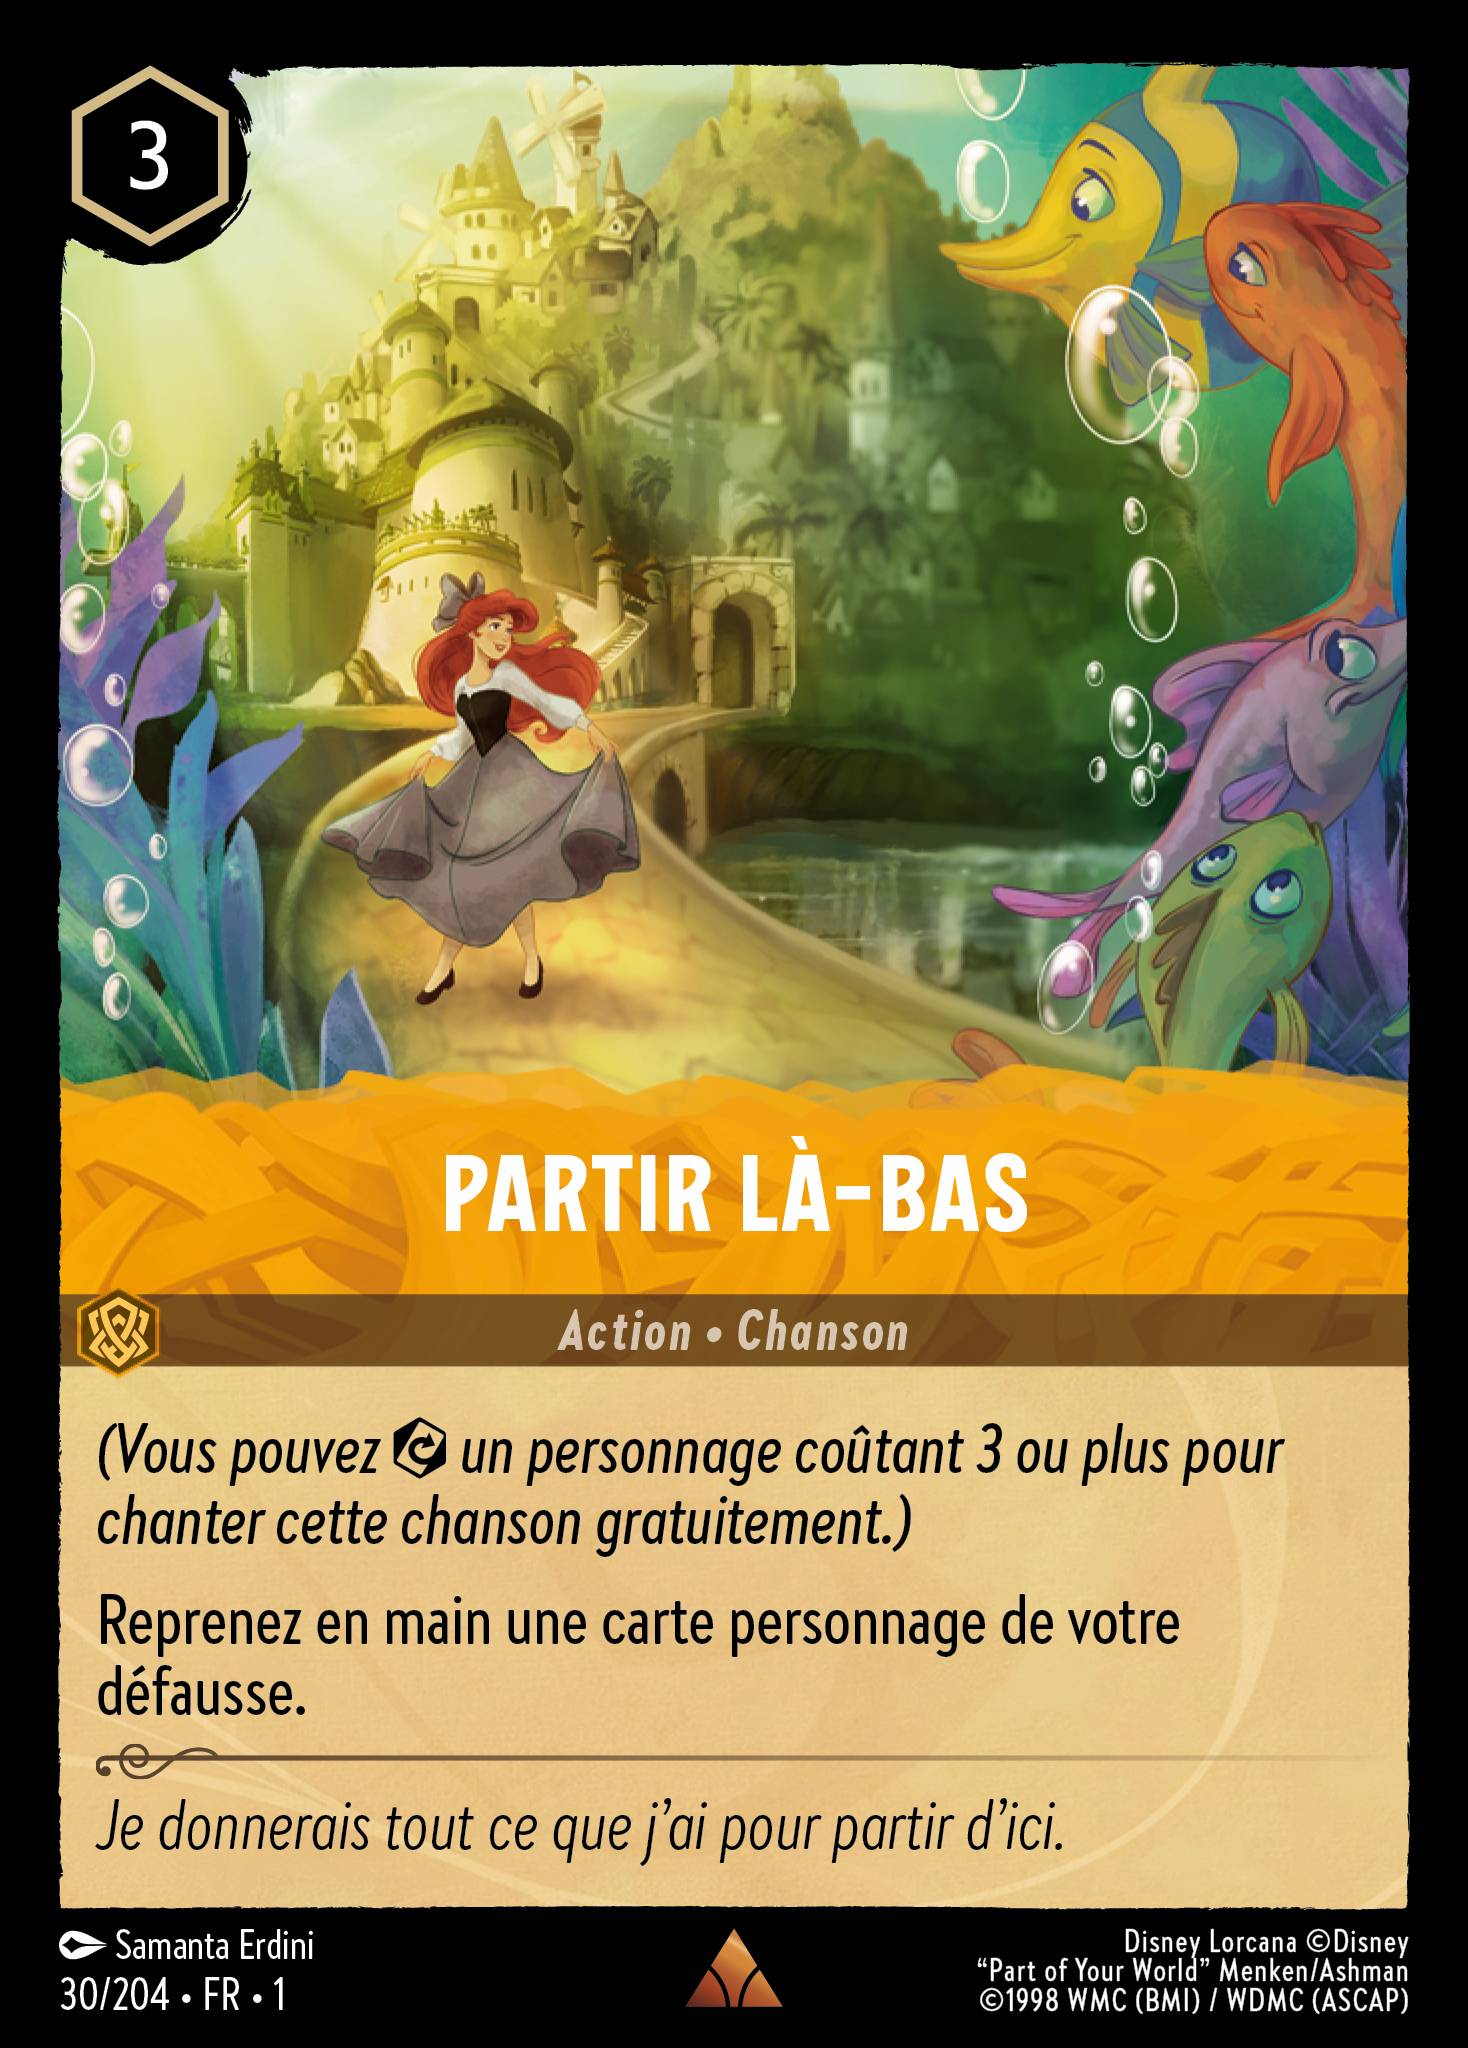 3
PARTIR LÀ-BAS
Action • Chanson
(Vous pouvez un personnage coûtant 3 ou plus pour
chanter cette chanson gratuitement.)
Reprenez en main une carte personnage de votre
défausse.
Je donnerais tout ce que j’ai pour partir d’ici.
Samanta Erdini
30/204 • FR • 1
Disney Lorcana ©Disney
“Part of Your World” Menken/Ashman
©1998 WMC (BMI) / WDMC (ASCAP)